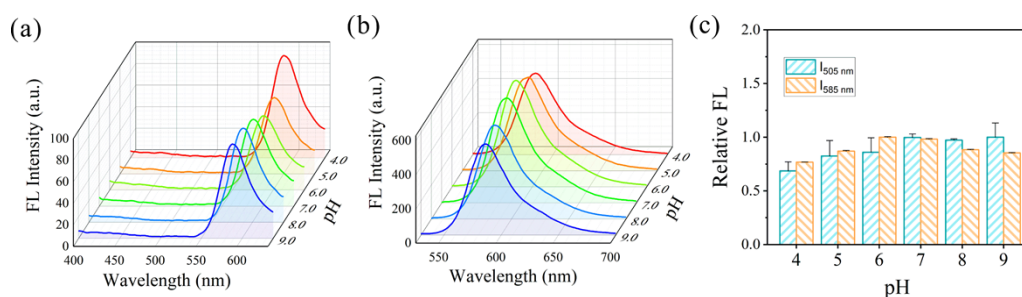 (a)
FL Intensity (a.u.)
100
80
60
40
20
0
400 450 500 550 600
Wavelength (nm)
4.0
5.0
6.0
7.0
8.0
9.0
pH
(b)
FL Intensity (a.u.)
600
400
200
0
550 600 650 700
Wavelength (nm)
4.0
5.0
6.0
7.0
8.0
9.0
pH
(c)
Relative FL
2.0
1.5
1.0
0.5
0.0
I505 nm
I585 nm
4 5 6 7 8 9
pH